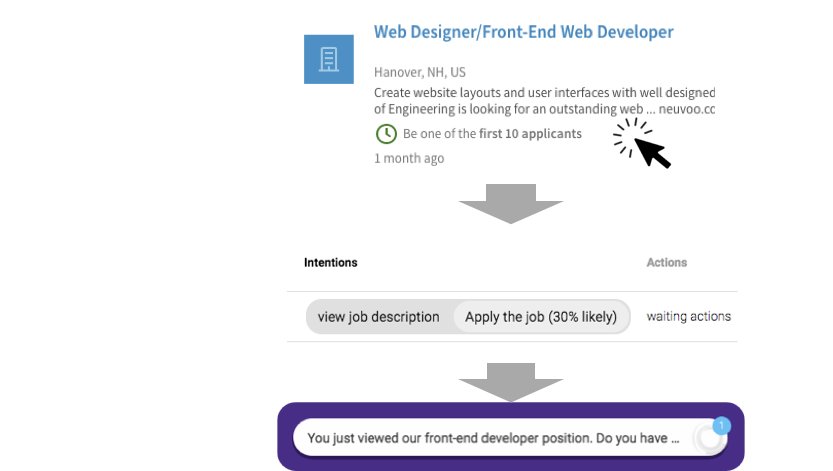 Web Designer/Front-End Web Developer
Hanover, NH, US
Create website layouts and user interfaces with well designed
of Engineering is looking for an outstanding web ... neuvoo.cc
Be one of the first 10 applicants
1 month ago
Intentions Actions
view job description Apply the job (30% likely) waiting actions
1
You just viewed our front-end developer position. Do you have ...